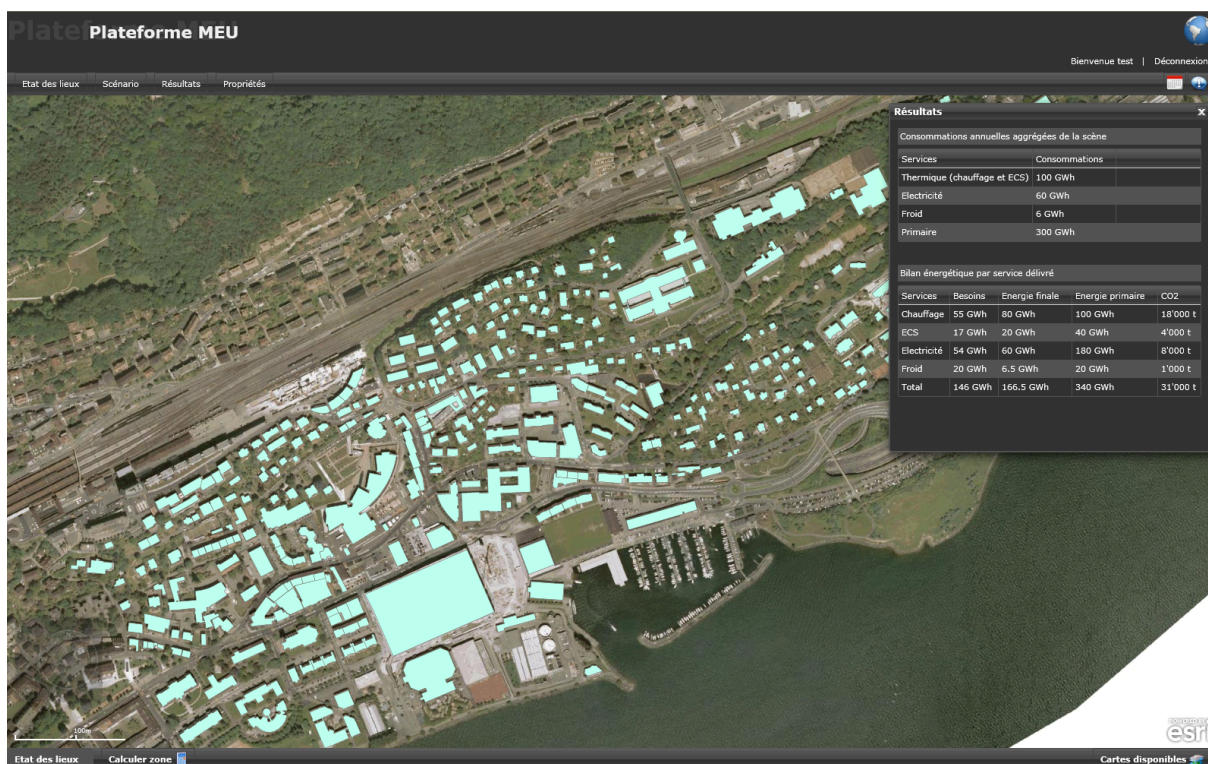 Plateforme MEU
Bienvenue test | Déconnexion
Etat des lieux Scénario Résultats Propriétés
Résultats x
Consommations annuelles aggrégées de la scène
Services Consommations
Thermique (chauffage et ECS) 100 GWh
Electricité 60 GWh
Froid 6 GWh
Primaire 300 GWh
Bilan énergétique par service délivré
Services Besoins Energie finale Energie primaire CO2
Chauffage 55 GWh 80 GWh 100 GWh 18'000 t
ECS 17 GWh 20 GWh 40 GWh 4'000 t
Electricité 54 GWh 60 GWh 180 GWh 8'000 t
Froid 20 GWh 6.5 GWh 20 GWh 1'000 t
Total 146 GWh 166.5 GWh 340 GWh 31'000 t
100m
esri
Etat des lieux Calculer zone Cartes disponibles